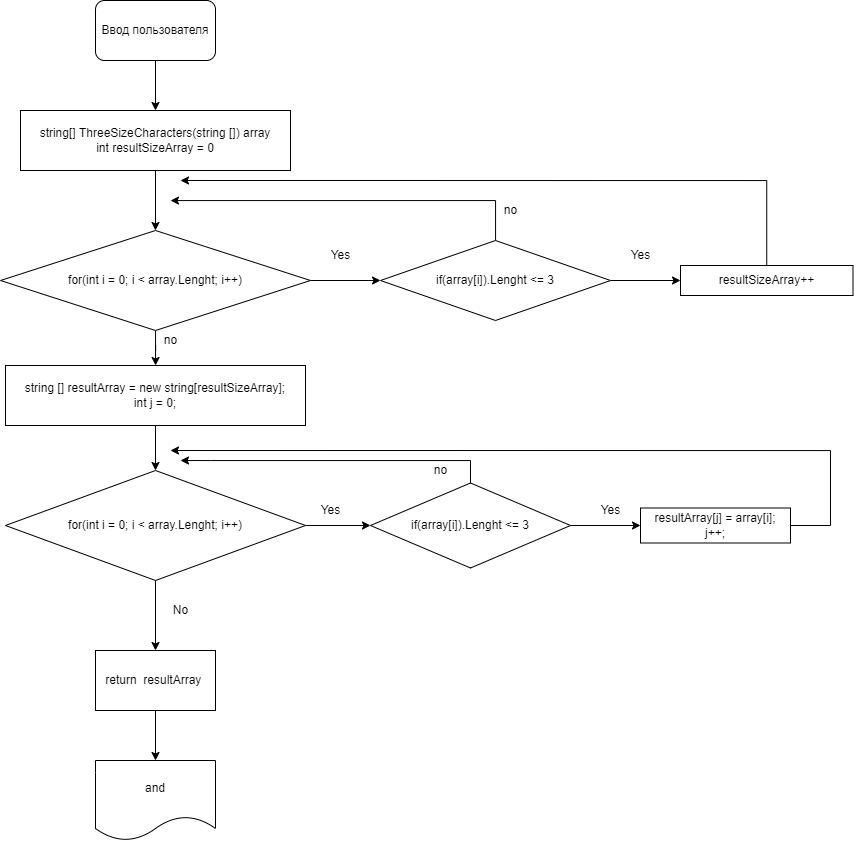 Ввод пользователя
string[] ThreeSizeCharacters(string []) array
int resultSizeArray = 0
no
Yes
Yes
for(int i = 0; i < array.Lenght; i++)
if(array[i]).Lenght <= 3
resultSizeArray++
no
string [] resultArray = new string[resultSizeArray];
int j = 0;
no
Yes
Yes
for(int i = 0; i < array.Lenght; i++)
if(array[i]).Lenght <= 3
resultArray[j] = array[i];
j++;
No
return resultArray
and